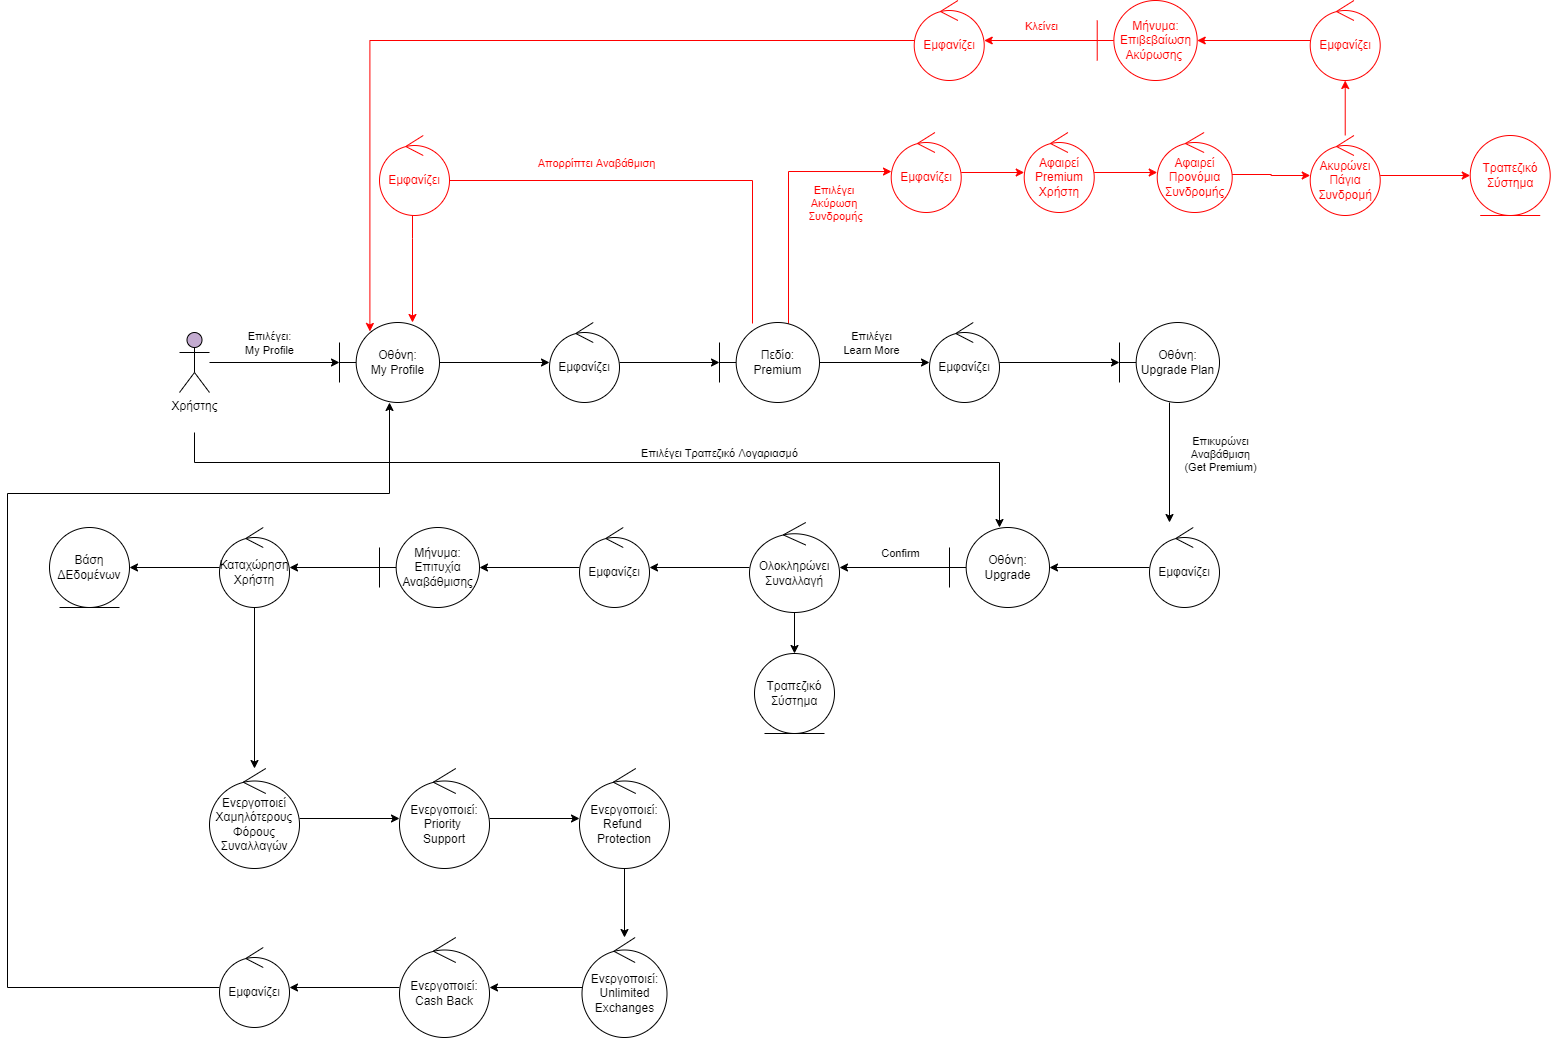 Κλείνει
Εμφανίζει
Μήνυμα:
Επιβεβαίωση
Ακύρωσης
Εμφανίζει
Εμφανίζει
Απορρίπτει Αναβάθμιση
Επιλέγει
Ακύρωση
Συνδρομής
Εμφανίζει
Αφαιρεί
Premium
Χρήστη
Αφαιρεί
Προνόμια
Συνδρομής
Ακυρώνει
Πάγια
Συνδρομή
Τραπεζικό
Σύστημα
Χρήστης
Επιλέγει:
My Profile
Οθόνη:
My Profile
Εμφανίζει
Πεδίο:
Premium
Επιλέγει
Learn More
Εμφανίζει
Οθόνη:
Upgrade Plan
Επικυρώνει
Αναβάθμιση
(Get Premium)
Επιλέγει Τραπεζικό Λογαριασμό
Βάση
ΔΕδομένων
Καταχώρηση
Χρήστη
Μήνυμα:
Επιτυχία
Αναβάθμισης
Εμφανίζει
Ολοκληρώνει
Συναλλαγή
Confirm
Οθόνη:
Upgrade
Εμφανίζει
Τραπεζικό
Σύστημα
Ενεργοποιεί
Χαμηλότερους
Φόρους
Συναλλαγών
Ενεργοποιεί:
Priority
Support
Ενεργοποιεί:
Refund
Protection
Εμφανίζει
Ενεργοποιεί:
Cash Back
Ενεργοποιεί:
Unlimited
Exchanges